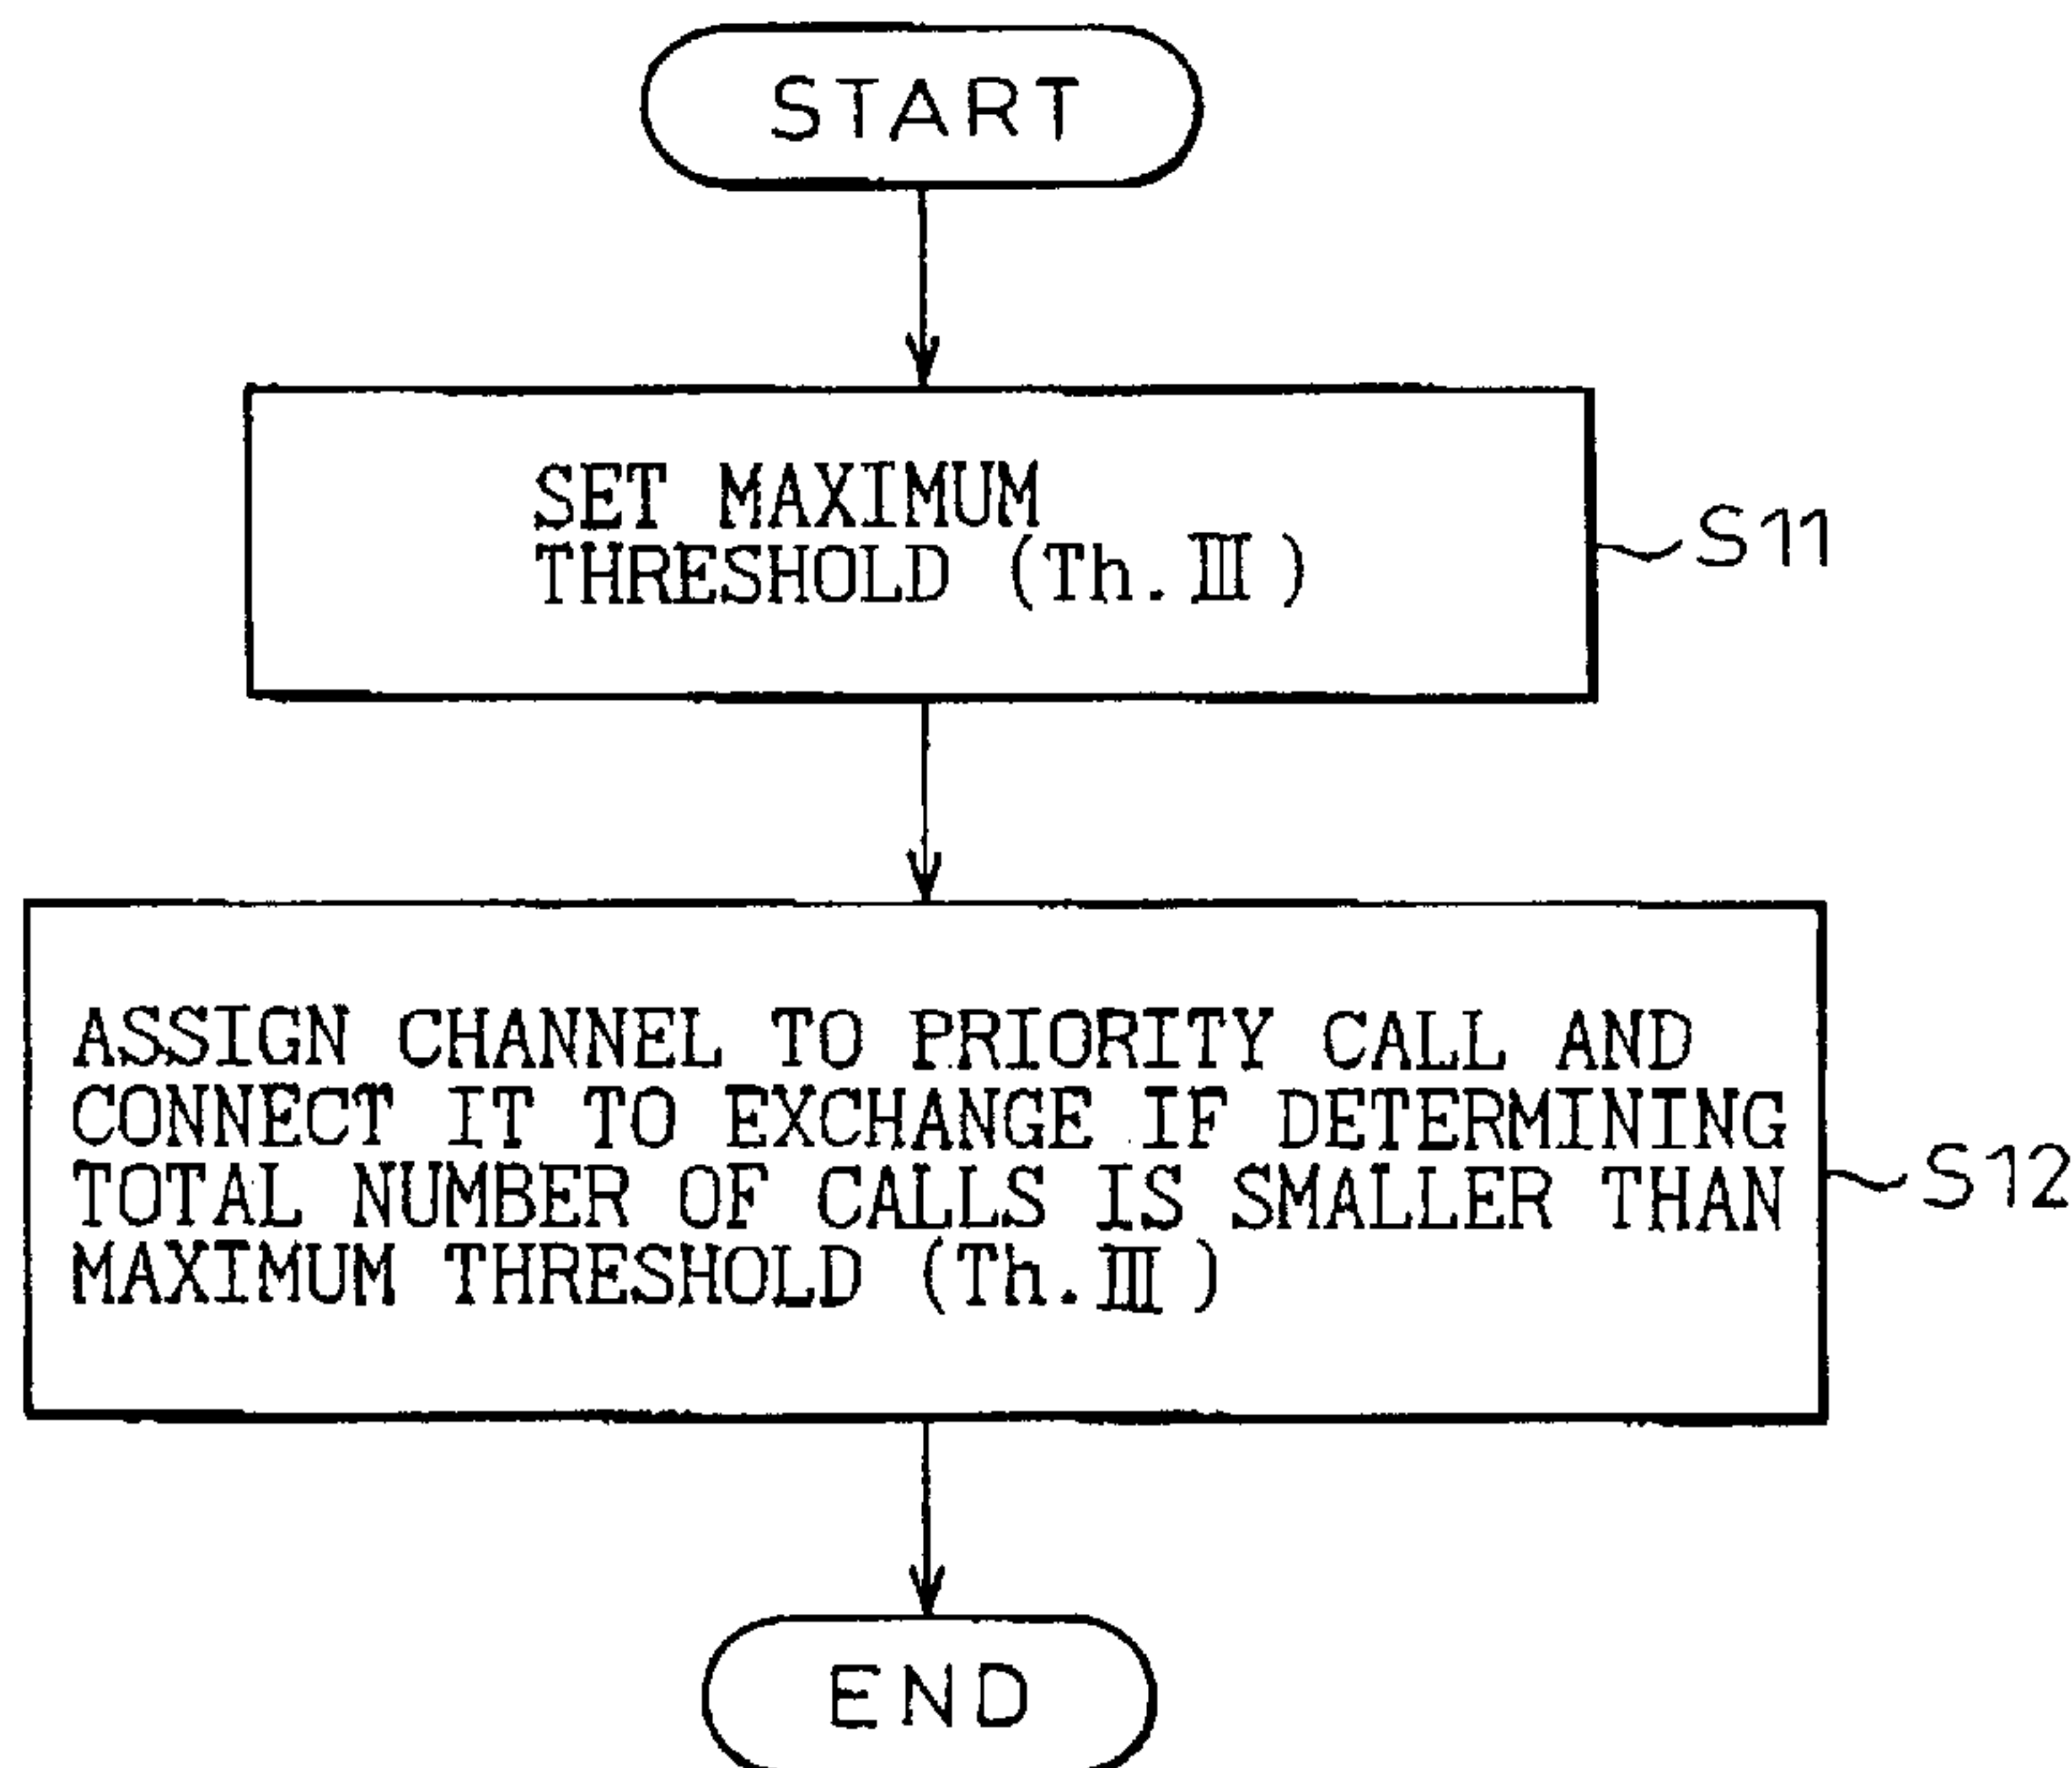 START
SET MAXIMUM
THRESHOLD (Th.Ⅲ)
S11
ASSIGN CHANNEL TO PRIORITY CALL AND
CONNECT IT TO EXCHANGE IF DETERMINING
TOTAL NUMBER OF CALLS IS SMALLER THAN
MAXIMUM THRESHOLD (Th.Ⅲ)
S12
END